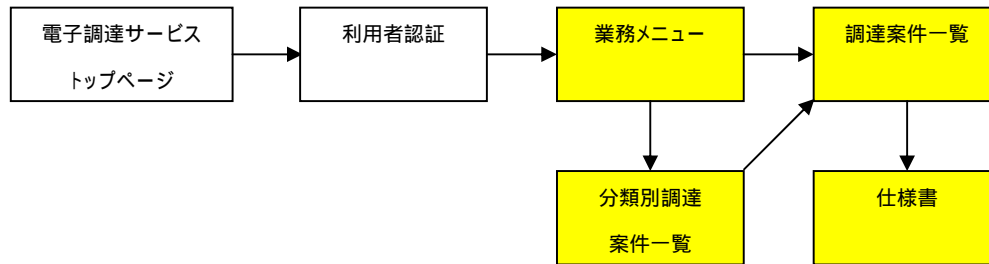 電子調達サービス
トップページ
利用者認証
業務メニュー
調達案件一覧
分類別調達
案件一覧
仕様書